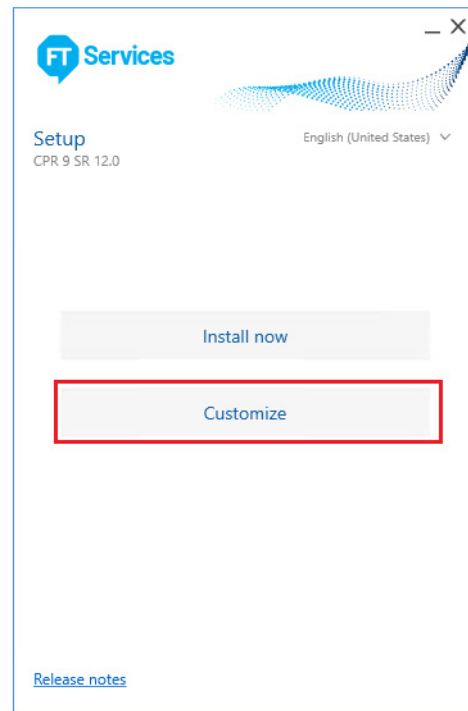 FT Services
Setup
English (United States)
CPR 9 SR 12.0
Install now
Customize
Release notes